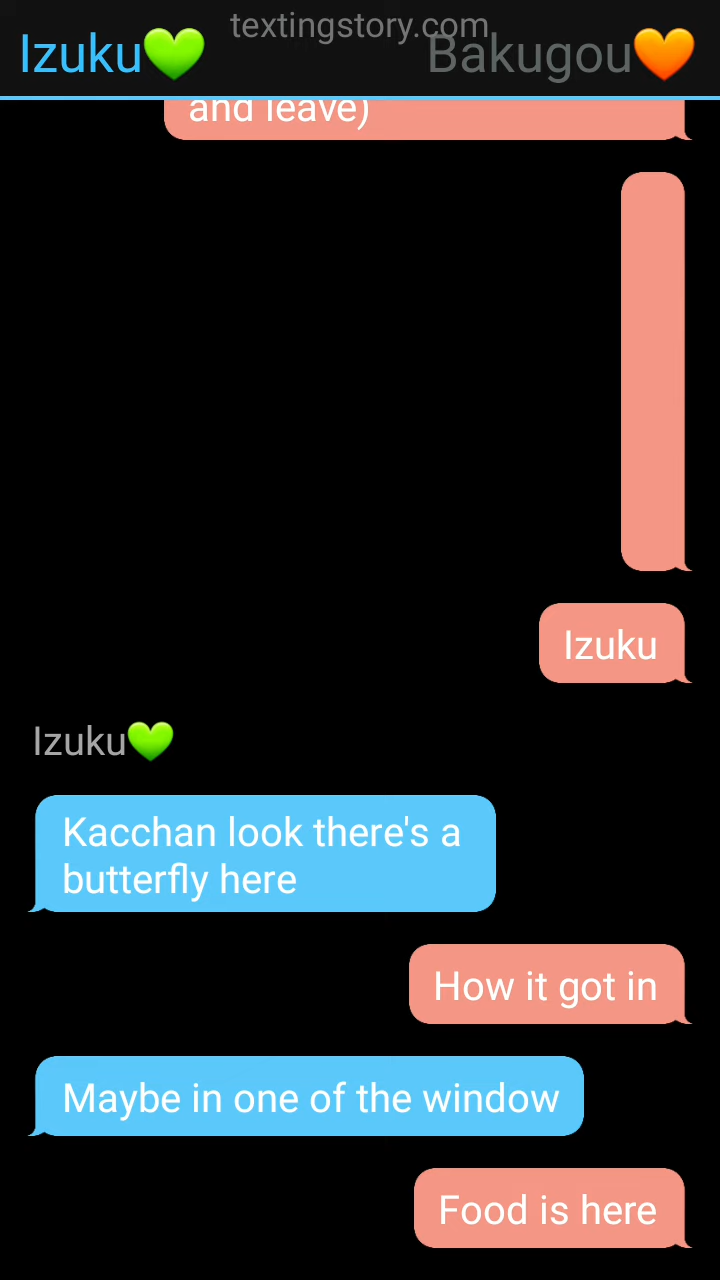 textingstory.com
Izuku💚
Bakugou🧡
and leave)
Izuku
Izuku💚
Kacchan look there's a
butterfly here
How it got in
Maybe in one of the window
Food is here